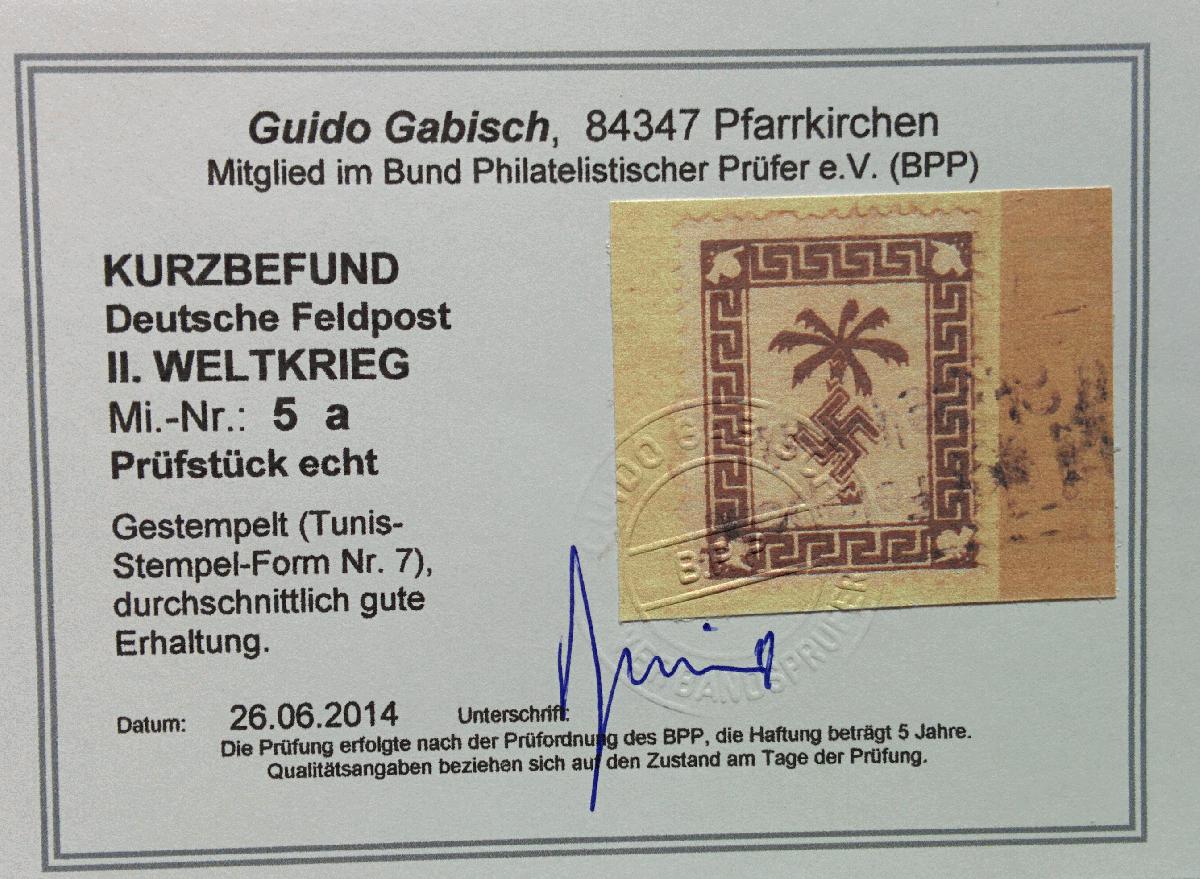 Guido Gabisch, 84347 Pfarrkirchen
Mitglied im Bund Philatelistischer Prüfer e.V. (BPP)
KURZBEFUND
Deutsche Feldpost
II. WELTKRIEG
Mi.-Nr.: 5 a
Prüfstück echt
Gestempelt (Tunis-
Stempel-Form Nr. 7),
durchschnittlich gute
Erhaltung.
Datum: 26.06.2014 Unterschrift:
Die Prüfung erfolgte nach der Prüfordnung des BPP, die Haftung beträgt 5 Jahre.
Qualitätsangaben beziehen sich auf den Zustand am Tage der Prüfung.